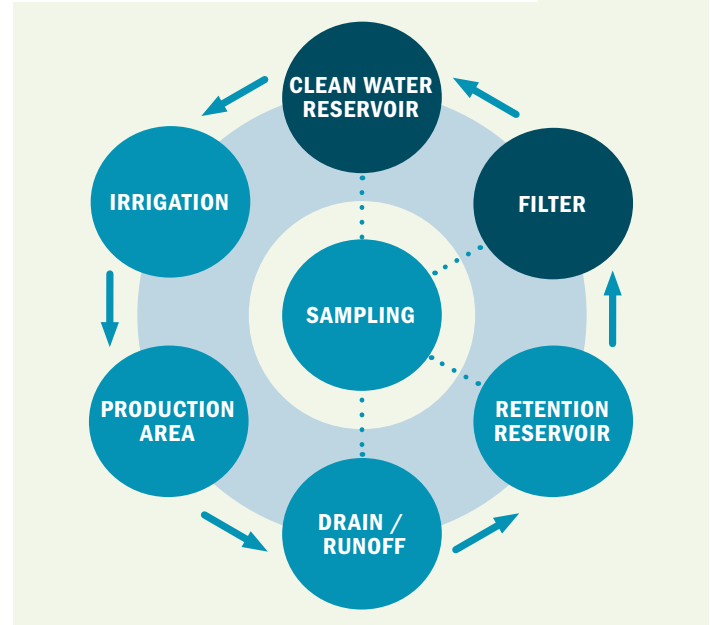 CLEAN WATER
RESERVOIR
IRRIGATION
FILTER
SAMPLING
PRODUCTION
AREA
RETENTION
RESERVOIR
DRAIN /
RUNOFF